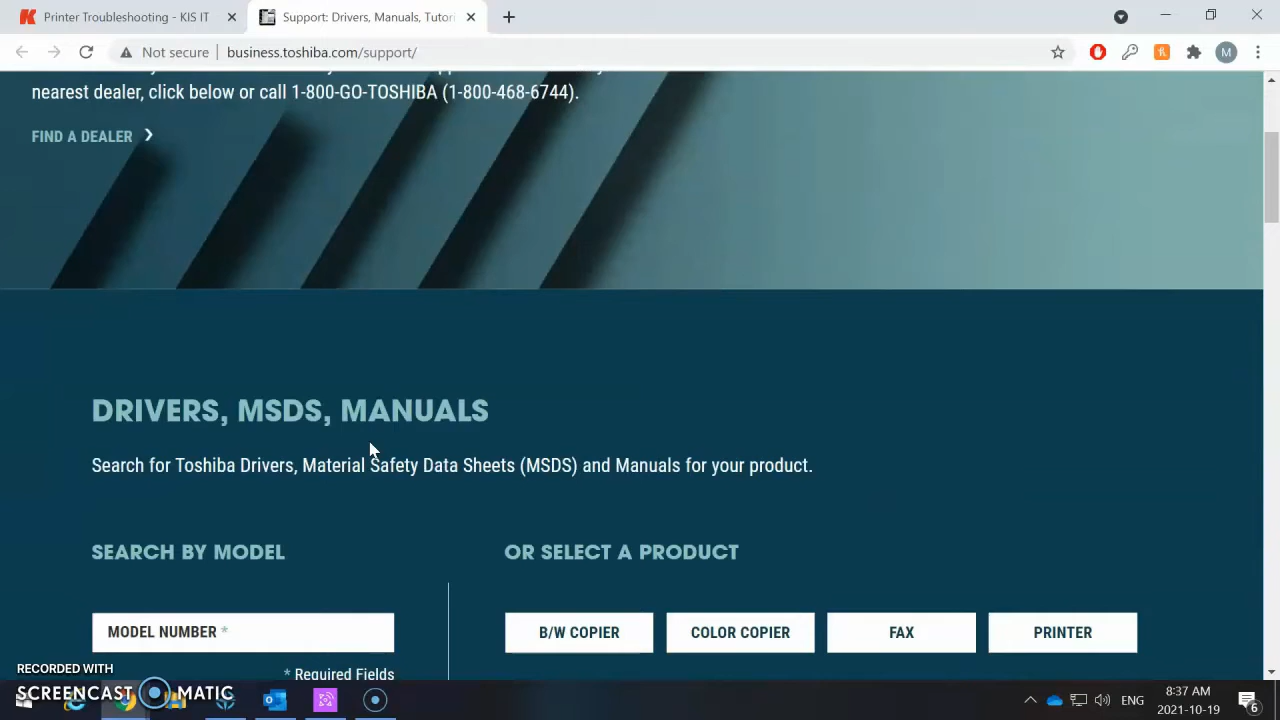 Printer Troubleshooting - KIS IT
Support: Drivers, Manuals, Tutori
Not secure
business.toshiba.com/support/
M
nearest dealer, click below or call 1-800-GO-TOSHIBA (1-800-468-6744).
FIND A DEALER
DRIVERS, MSDS, MANUALS
Search for Toshiba Drivers, Material Safety Data Sheets (MSDS) and Manuals for your product.
SEARCH BY MODEL
OR SELECT A PRODUCT
MODEL NUMBER *
B/W COPIER
COLOR COPIER
FAX
PRINTER
* Required Fields
RECORDED WITH
SCREENCAST MATIC
ENG
8:37 AM
2021-10-19
6